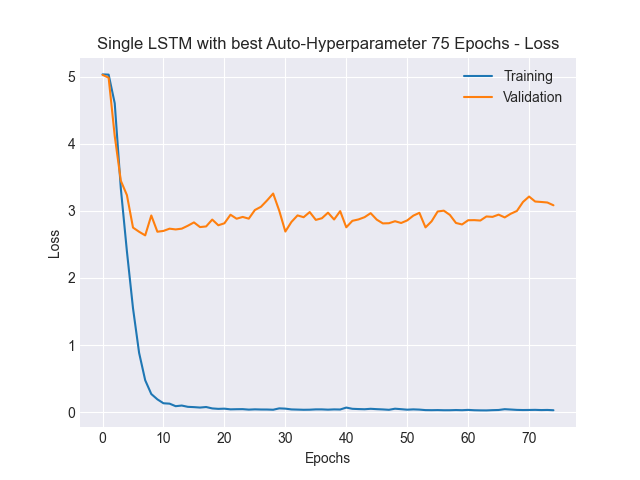 Single LSTM with best Auto-Hyperparameter 75 Epochs - Loss
Training
Validation
5
4
3
2
1
0
Loss
0 10 20 30 40 50 60 70
Epochs